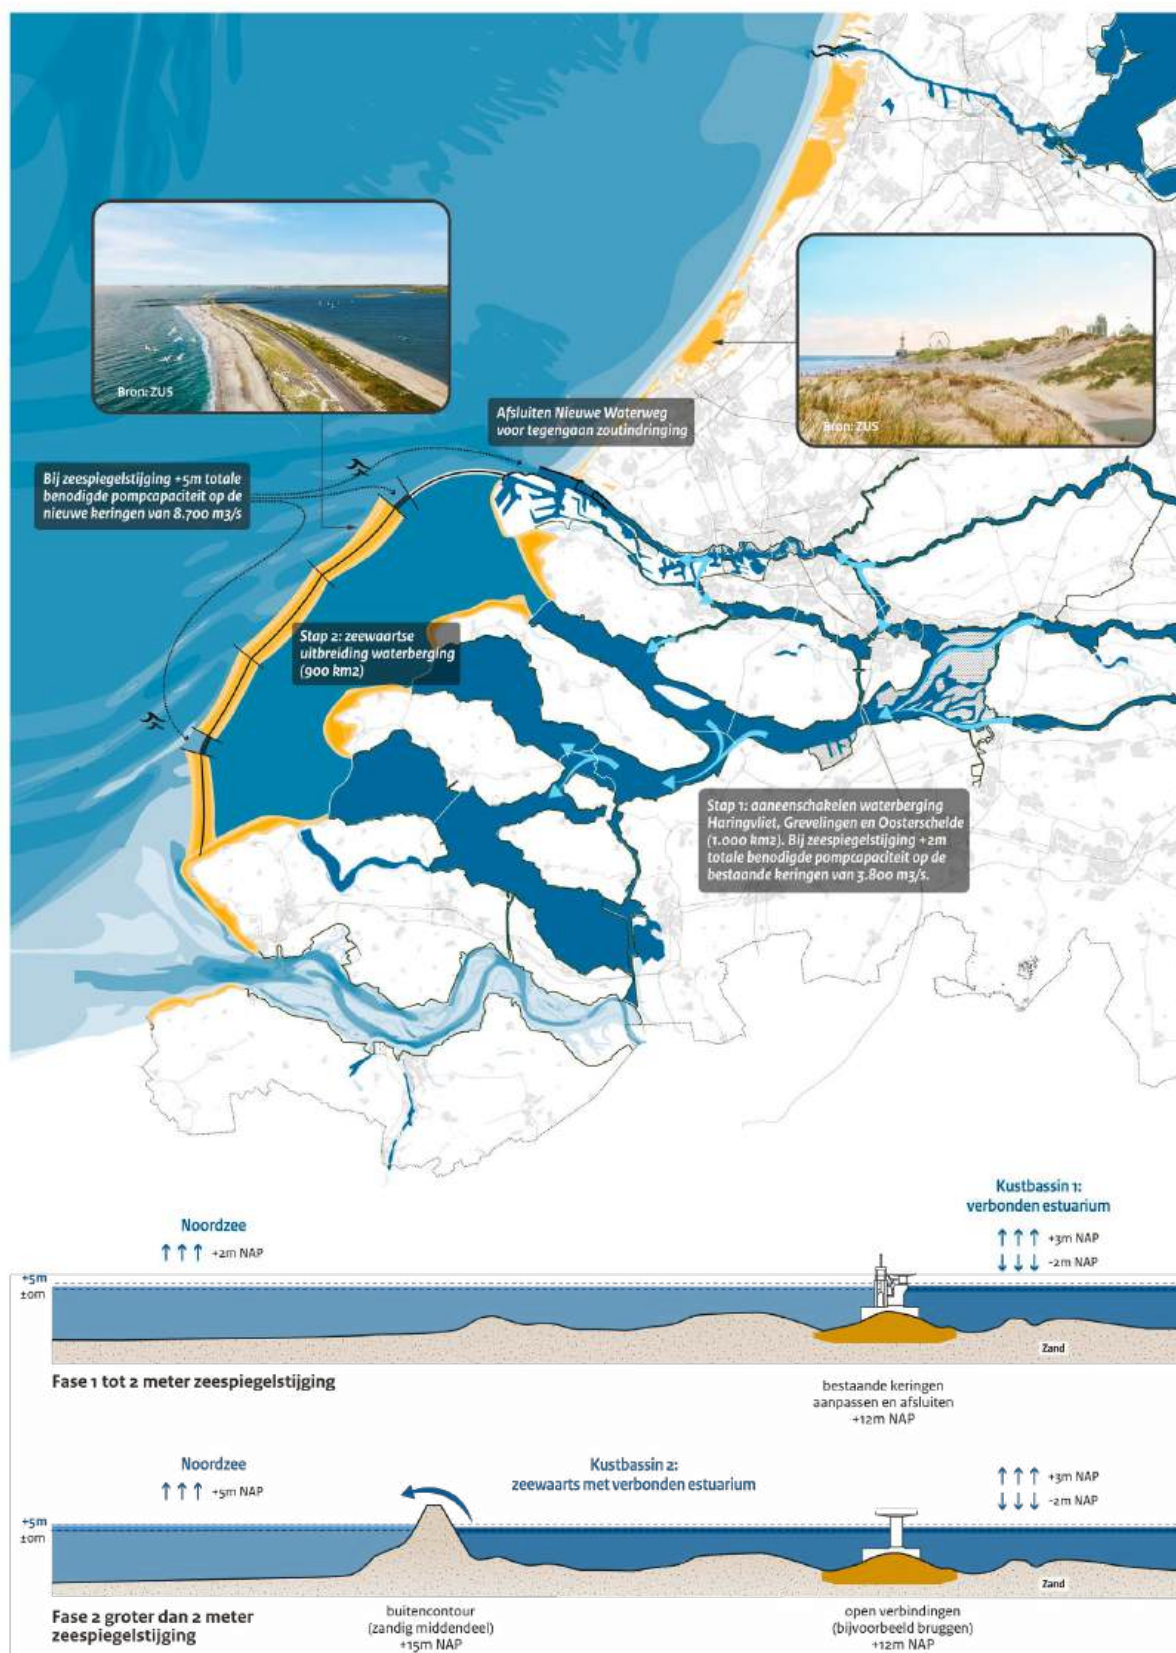 Bron: ZUS
Bron: ZUS
Afsluiten Nieuwe Waterweg
voor tegengaan zoutindringing
Bij zeespiegelstijging +5m totale
benodigde pompcapaciteit op de
nieuwe keringen van 8.700 m3/s
Stap 2: zeewaartse
uitbreiding waterberging
(900 km2)
Stap 1: aaneenschakelen waterberging
Haringvliet, Grevelingen en Oosterschelde
(1.000 km2). Bij zeespiegelstijging +2m
totale benodigde pompcapaciteit op de
bestaande keringen van 3.800 m3/s.
Noordzee
+2m NAP
Kustbassin 1:
verbonden estuarium
+3m NAP
-2m NAP
+5m
±0m
Zand
Fase 1 tot 2 meter zeespiegelstijging
bestaande keringen
aanpassen en afsluiten
+12m NAP
Noordzee
+5m NAP
Kustbassin 2:
zeewaarts met verbonden estuarium
+3m NAP
-2m NAP
+5m
±0m
Zand
Fase 2 groter dan 2 meter
zeespiegelstijging
buitencontour
(zandig middendeel)
+15m NAP
open verbindingen
(bijvoorbeeld bruggen)
+12m NAP